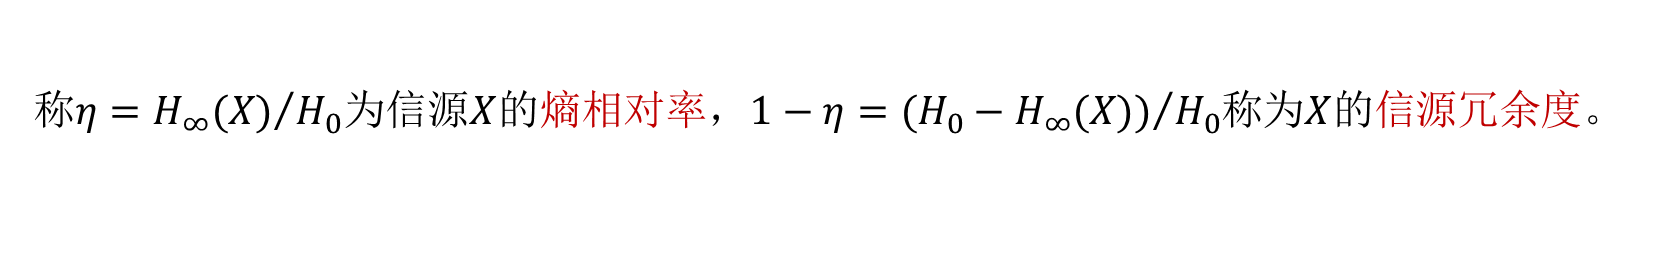 称η = H∞(X)/H₀为信源X的熵相对率，1 − η = (H₀ − H∞(X))/H₀称为X的信源冗余度。